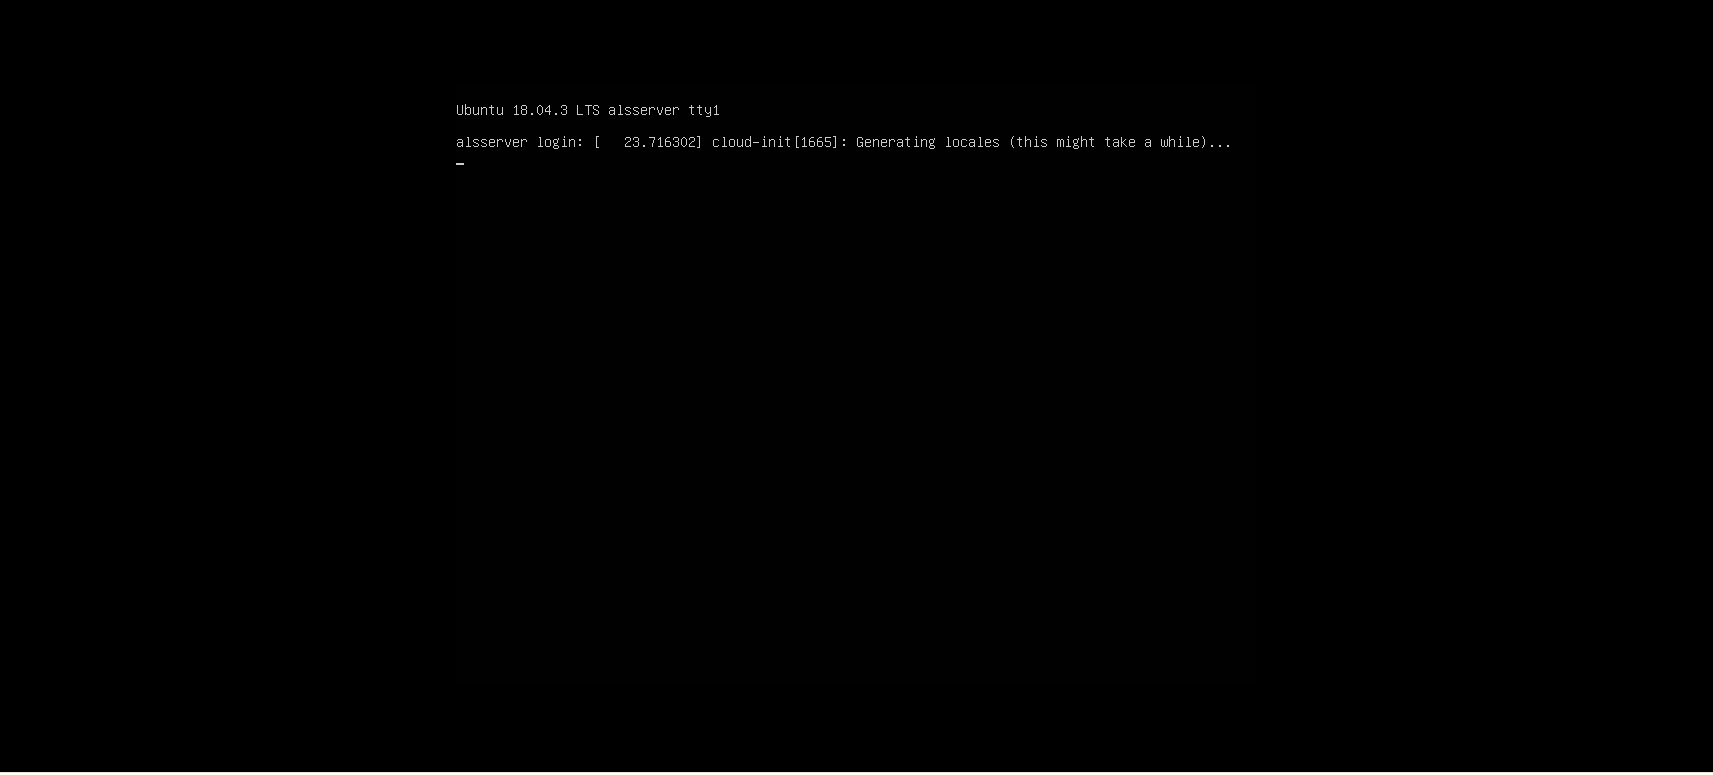 Ubuntu 18.04.3 LTS alsserver tty1
alsserver login: [   23.716302] cloud-init[1665]: Generating locales (this might take a while)...